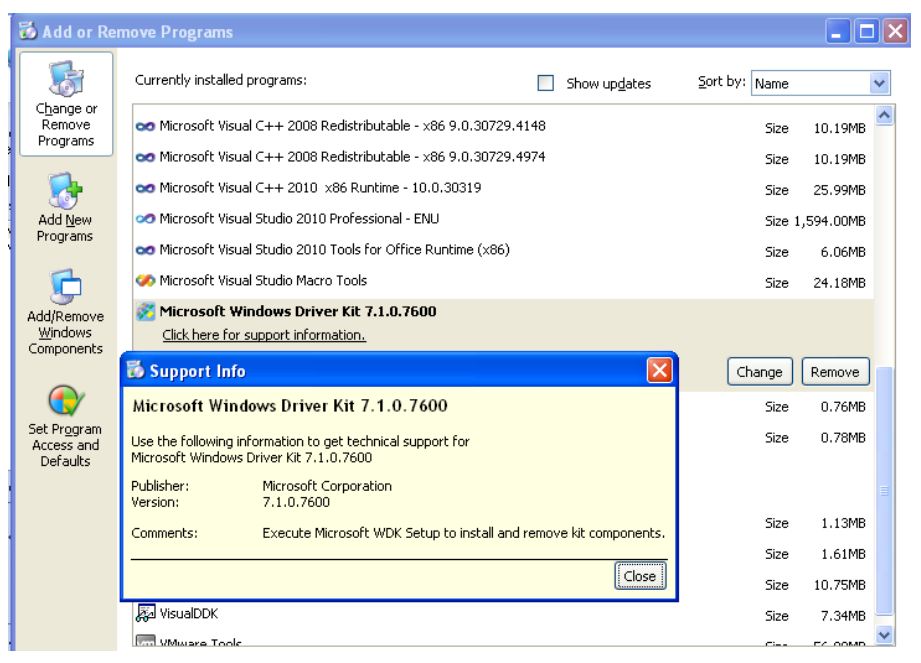 Add or Remove Programs
Change or
Remove
Programs
Add New
Programs
Add/Remove
Windows
Components
Set Program
Access and
Defaults
Currently installed programs:
Show updates
Sort by: Name
Microsoft Visual C++ 2008 Redistributable - x86 9.0.30729.4148 Size 10.19MB
Microsoft Visual C++ 2008 Redistributable - x86 9.0.30729.4974 Size 10.19MB
Microsoft Visual C++ 2010  x86 Runtime - 10.0.30319 Size 25.99MB
Microsoft Visual Studio 2010 Professional - ENU Size 1,594.00MB
Microsoft Visual Studio 2010 Tools for Office Runtime (x86) Size 6.06MB
Microsoft Visual Studio Macro Tools Size 24.18MB
Microsoft Windows Driver Kit 7.1.0.7600
Click here for support information.
Change Remove
Support Info
Microsoft Windows Driver Kit 7.1.0.7600
Use the following information to get technical support for
Microsoft Windows Driver Kit 7.1.0.7600
Publisher: Microsoft Corporation
Version: 7.1.0.7600
Comments: Execute Microsoft WDK Setup to install and remove kit components.
Close
Size 0.76MB
Size 0.78MB
Size 1.13MB
Size 1.61MB
Size 10.75MB
VisualDDK Size 7.34MB
VMware Tools